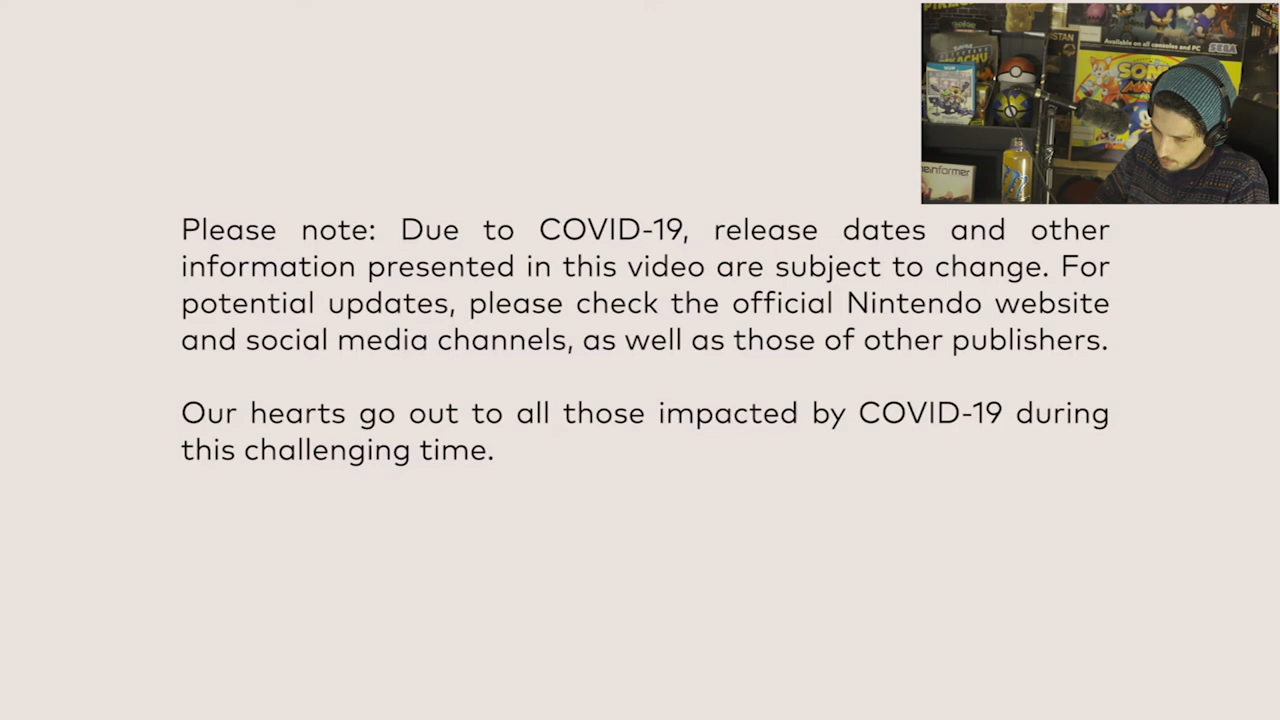 Available on all consoles and PC
SEGA
PIKACHU
SONIC
einformer
Please note: Due to COVID-19, release dates and other
information presented in this video are subject to change. For
potential updates, please check the official Nintendo website
and social media channels, as well as those of other publishers.
Our hearts go out to all those impacted by COVID-19 during
this challenging time.